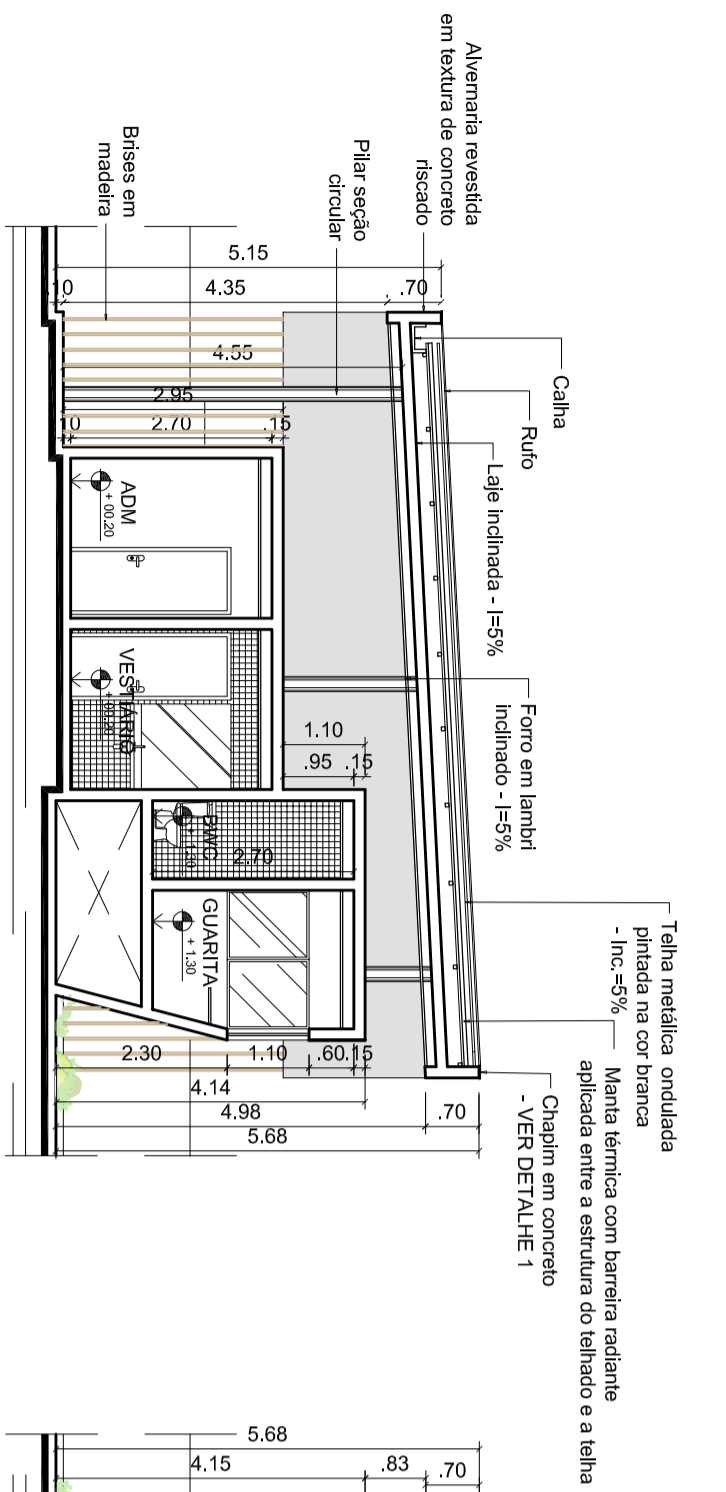 Alvernaria revestida
em textura de concreto
riscado
Brises em
madeira
Pilar seção
circular
Calha
Rufo
Laje inclinada - I=5%
Forro em lambri
inclinado - I=5%
Telha metálica ondulada
pintada na cor branca
- Inc.=5%
Manta térmica com barreira radiante
aplicada entre a estrutura do telhado e a telha
Chapim em concreto
- VER DETALHE 1
5.15
.10
4.35
.70
4.55
2.95
.10
2.70
.15
ADM
+ 00.20
VESTIÁRIO
+ 00.20
1.10
.95
.15
BWC
+ 1.30
2.70
GUARITA
+ 1.30
2.30
1.10
.60
.15
4.14
4.98
.70
5.68
5.68
4.15
.83
.70